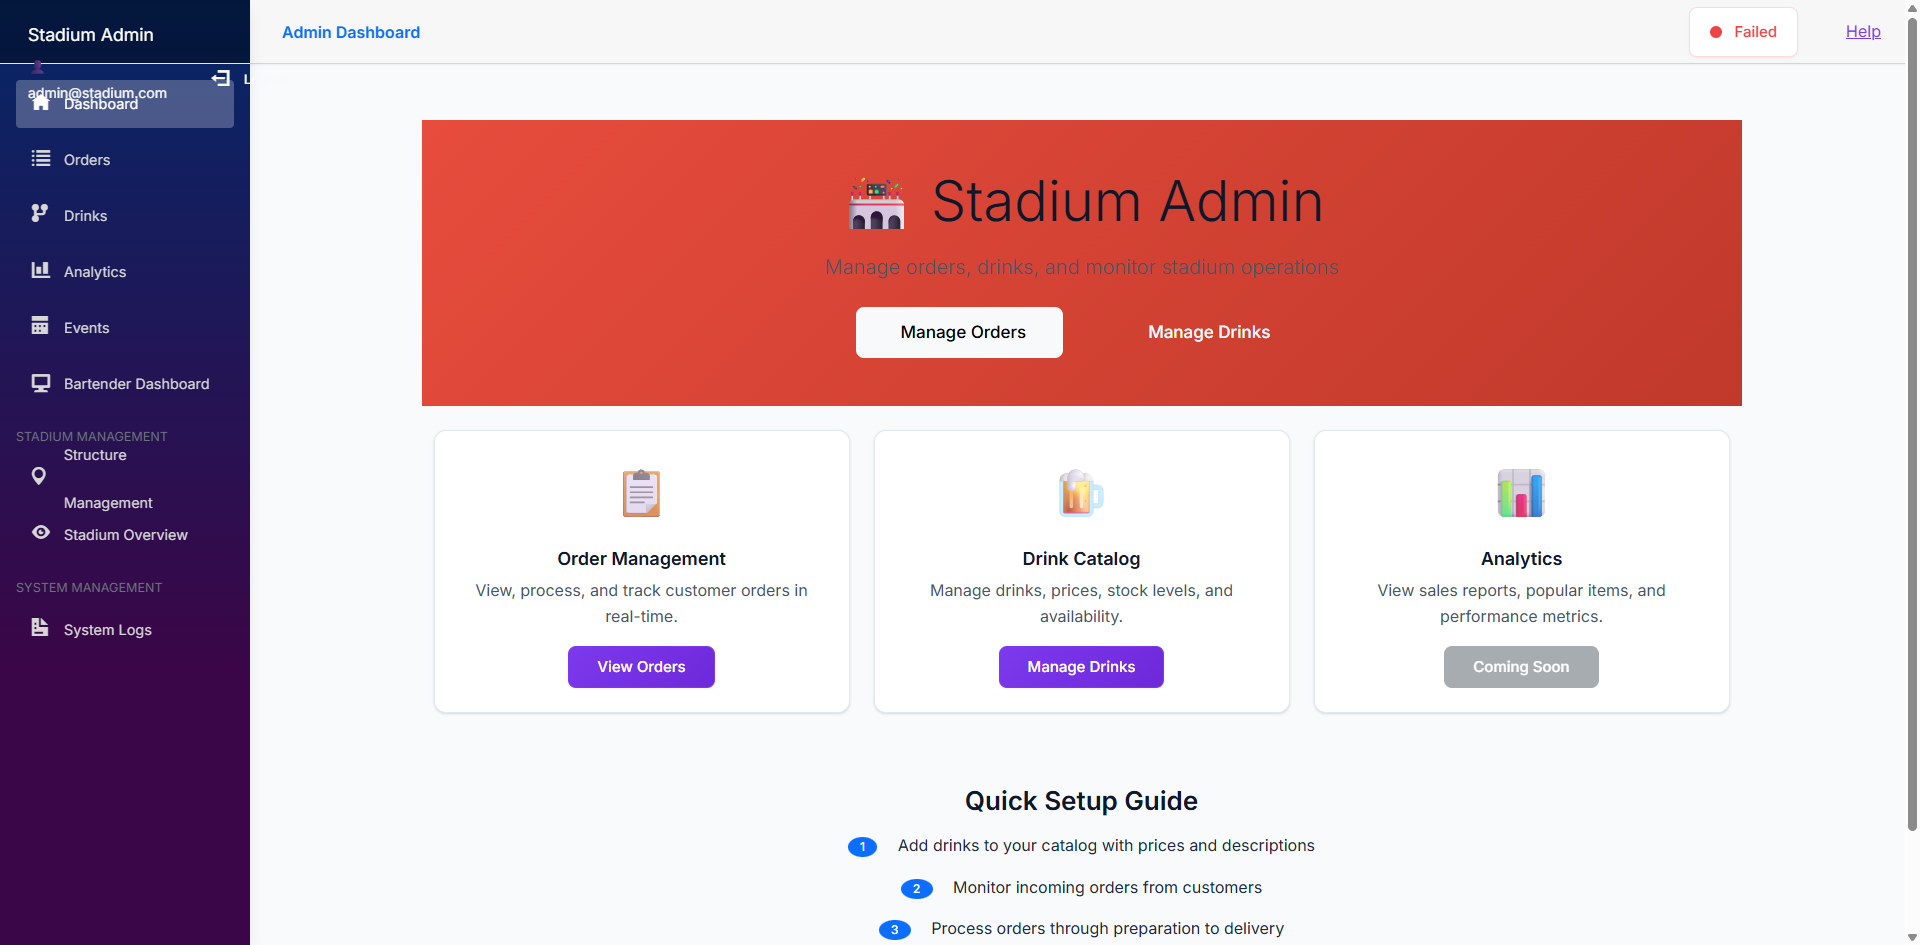 Stadium Admin
admin@stadium.com
L
Dashboard
Orders
Drinks
Analytics
Events
Bartender Dashboard
STADIUM MANAGEMENT
Structure
Management
Stadium Overview
SYSTEM MANAGEMENT
System Logs
Admin Dashboard
Failed
Help
Stadium Admin
Manage orders, drinks, and monitor stadium operations
Manage Orders
Manage Drinks
Order Management
View, process, and track customer orders in
real-time.
View Orders
Drink Catalog
Manage drinks, prices, stock levels, and
availability.
Manage Drinks
Analytics
View sales reports, popular items, and
performance metrics.
Coming Soon
Quick Setup Guide
1 Add drinks to your catalog with prices and descriptions
2 Monitor incoming orders from customers
3 Process orders through preparation to delivery